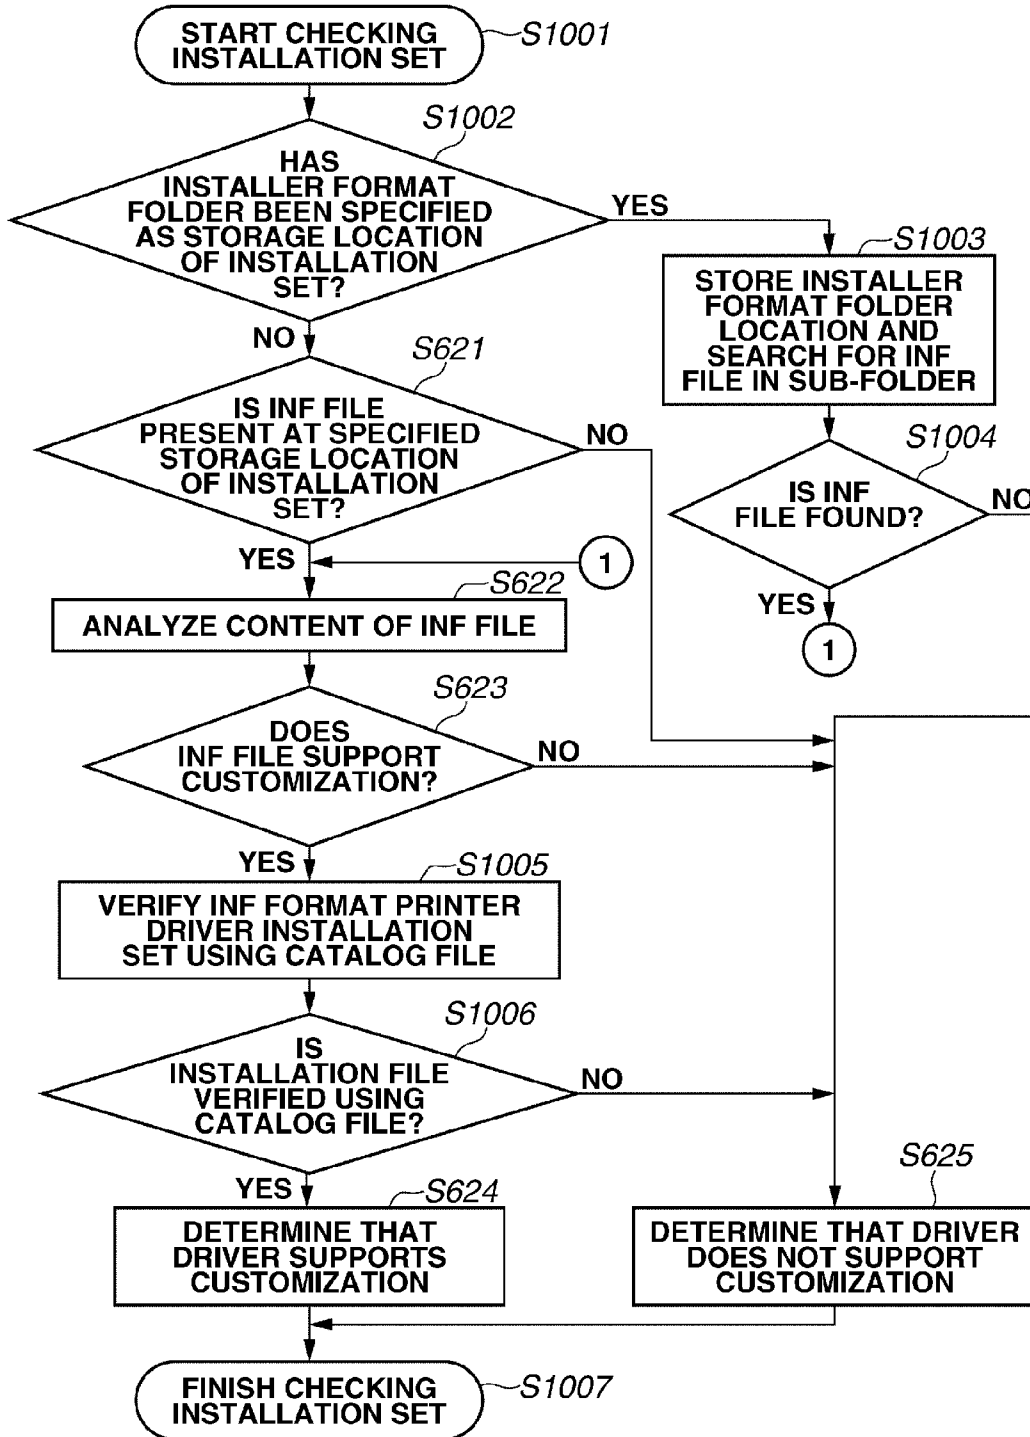 START CHECKING
INSTALLATION SET
S1001
S1002
HAS
INSTALLER FORMAT
FOLDER BEEN SPECIFIED
AS STORAGE LOCATION
OF INSTALLATION
SET?
YES
NO
S1003
STORE INSTALLER
FORMAT FOLDER
LOCATION AND
SEARCH FOR INF
FILE IN SUB-FOLDER
S621
IS INF FILE
PRESENT AT SPECIFIED
STORAGE LOCATION
OF INSTALLATION
SET?
NO
YES
S1004
IS INF
FILE FOUND?
NO
YES
1
1
S622
ANALYZE CONTENT OF INF FILE
S623
DOES
INF FILE SUPPORT
CUSTOMIZATION?
NO
YES
S1005
VERIFY INF FORMAT PRINTER
DRIVER INSTALLATION
SET USING CATALOG FILE
S1006
IS
INSTALLATION FILE
VERIFIED USING
CATALOG FILE?
NO
YES
S624
DETERMINE THAT
DRIVER SUPPORTS
CUSTOMIZATION
S625
DETERMINE THAT DRIVER
DOES NOT SUPPORT
CUSTOMIZATION
FINISH CHECKING
INSTALLATION SET
S1007